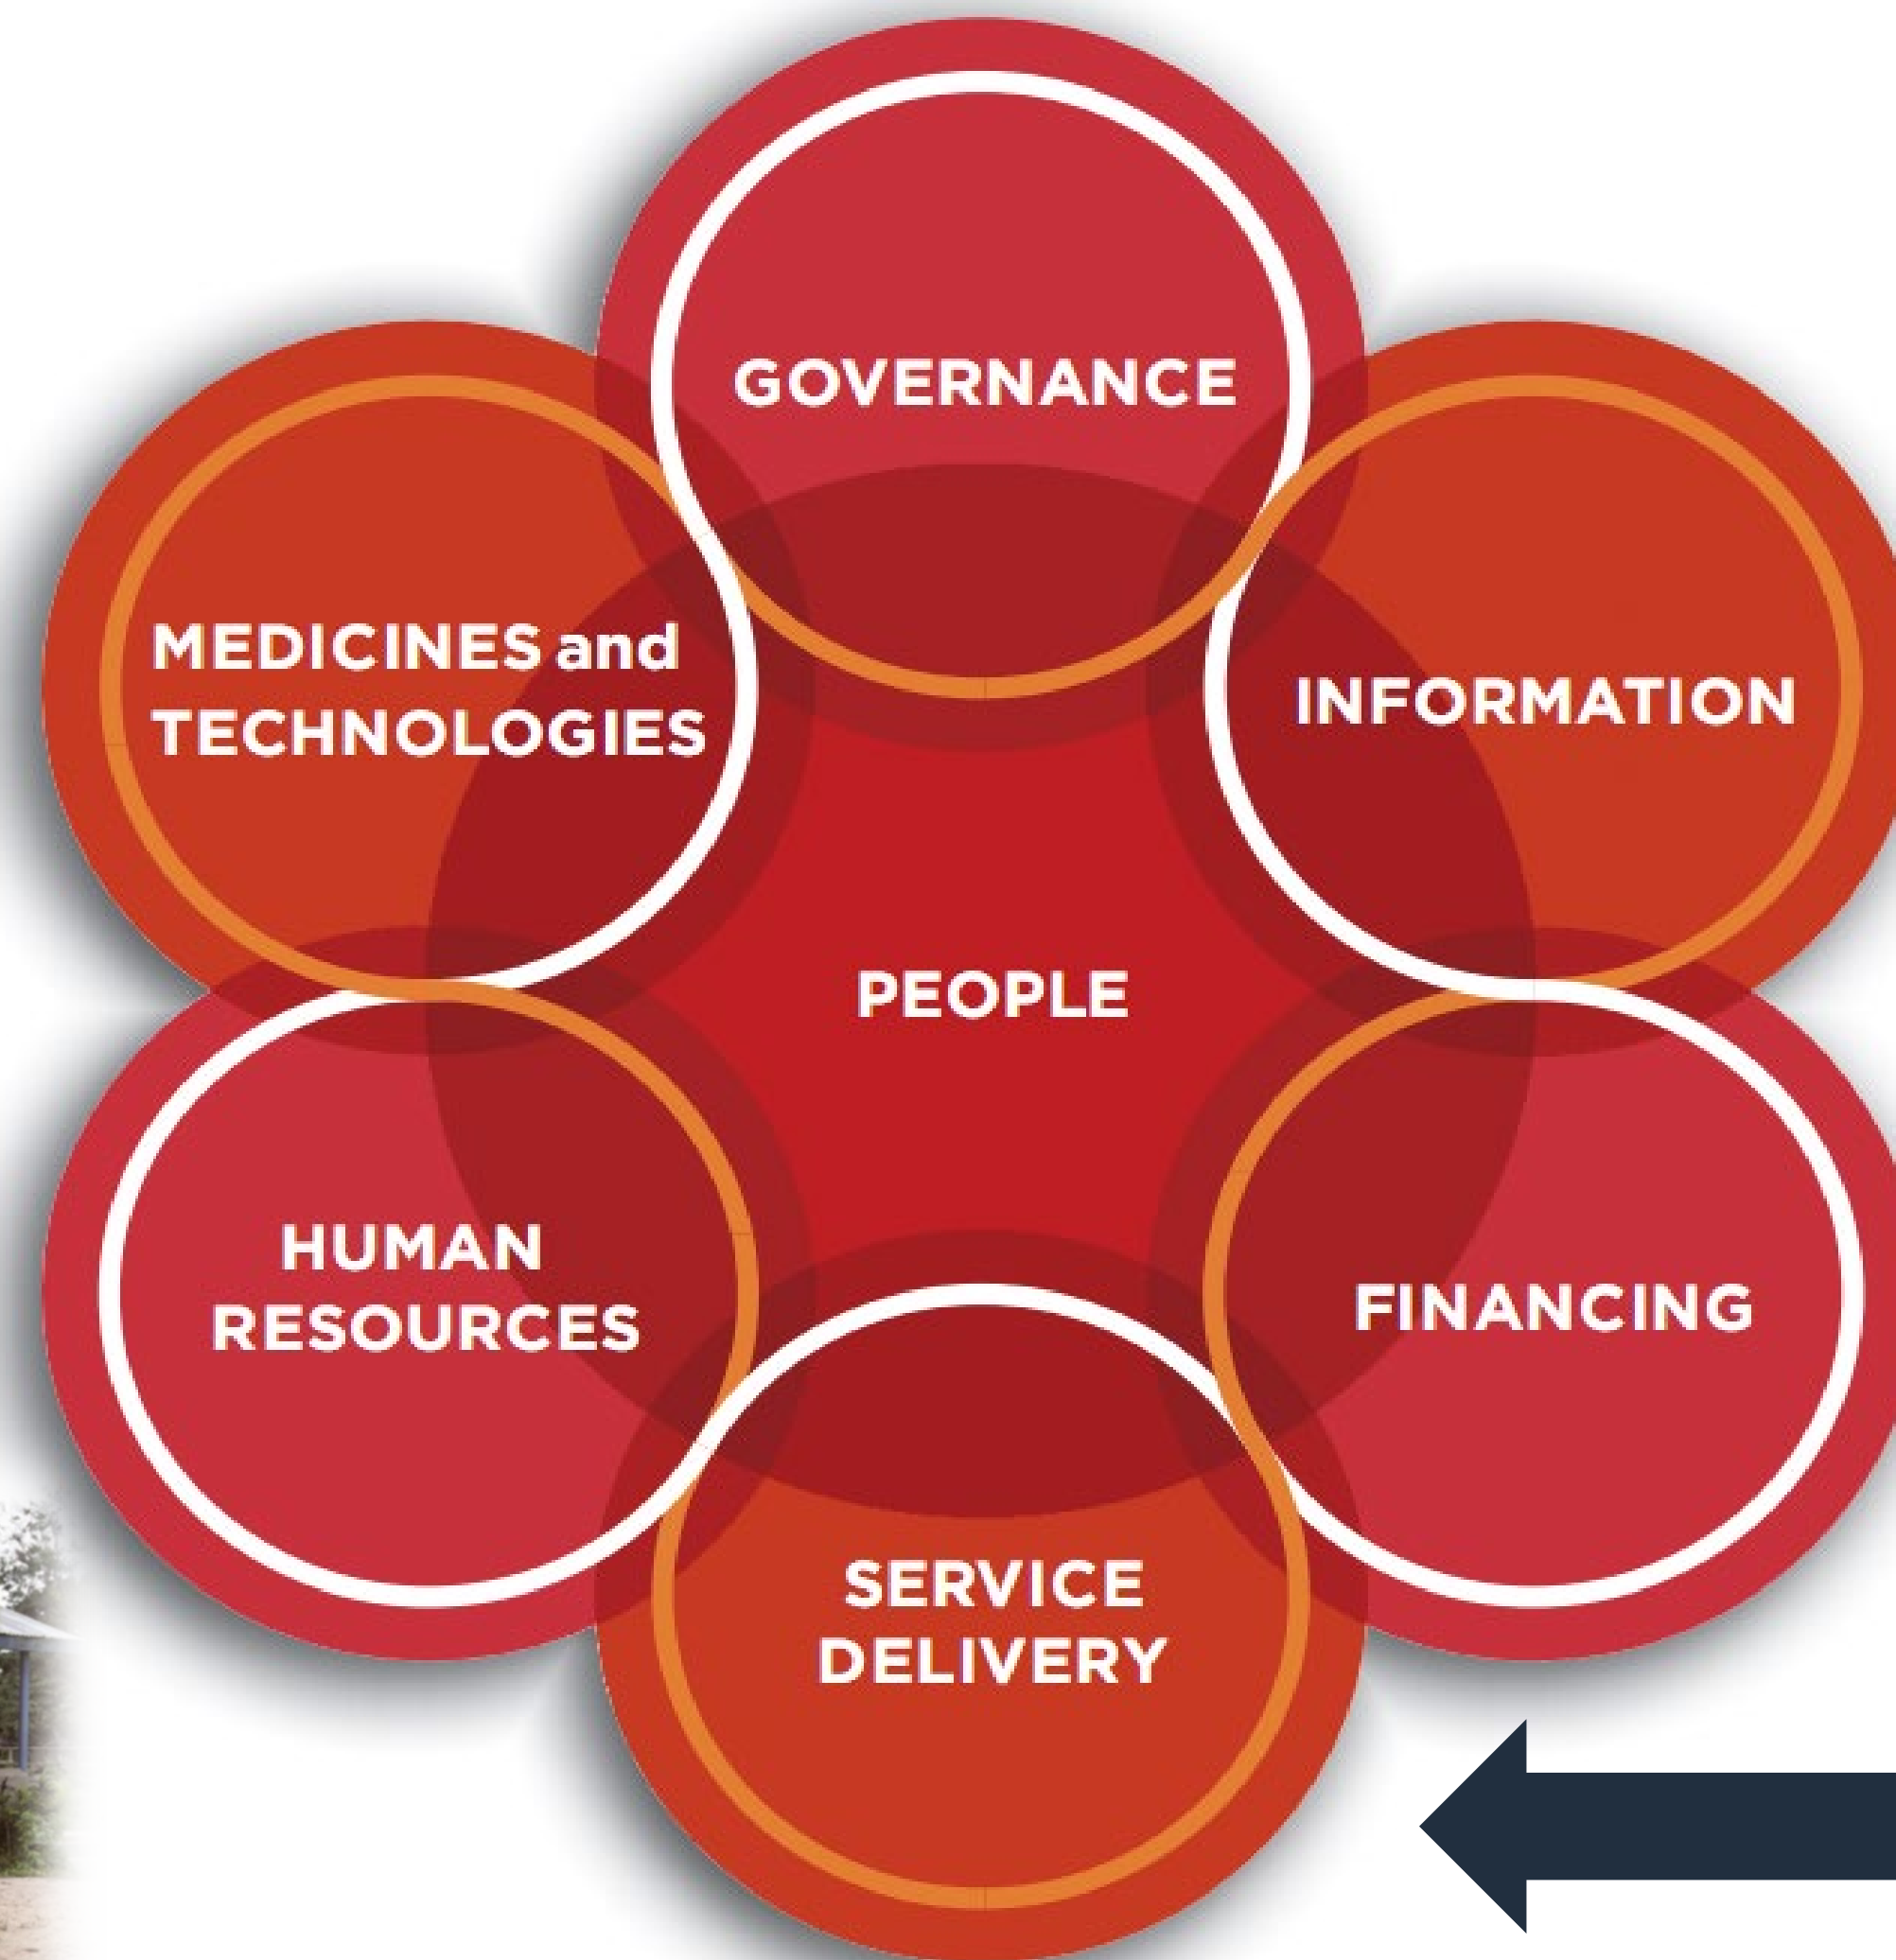 GOVERNANCE
MEDICINES and
TECHNOLOGIES
INFORMATION
PEOPLE
HUMAN
RESOURCES
FINANCING
SERVICE
DELIVERY